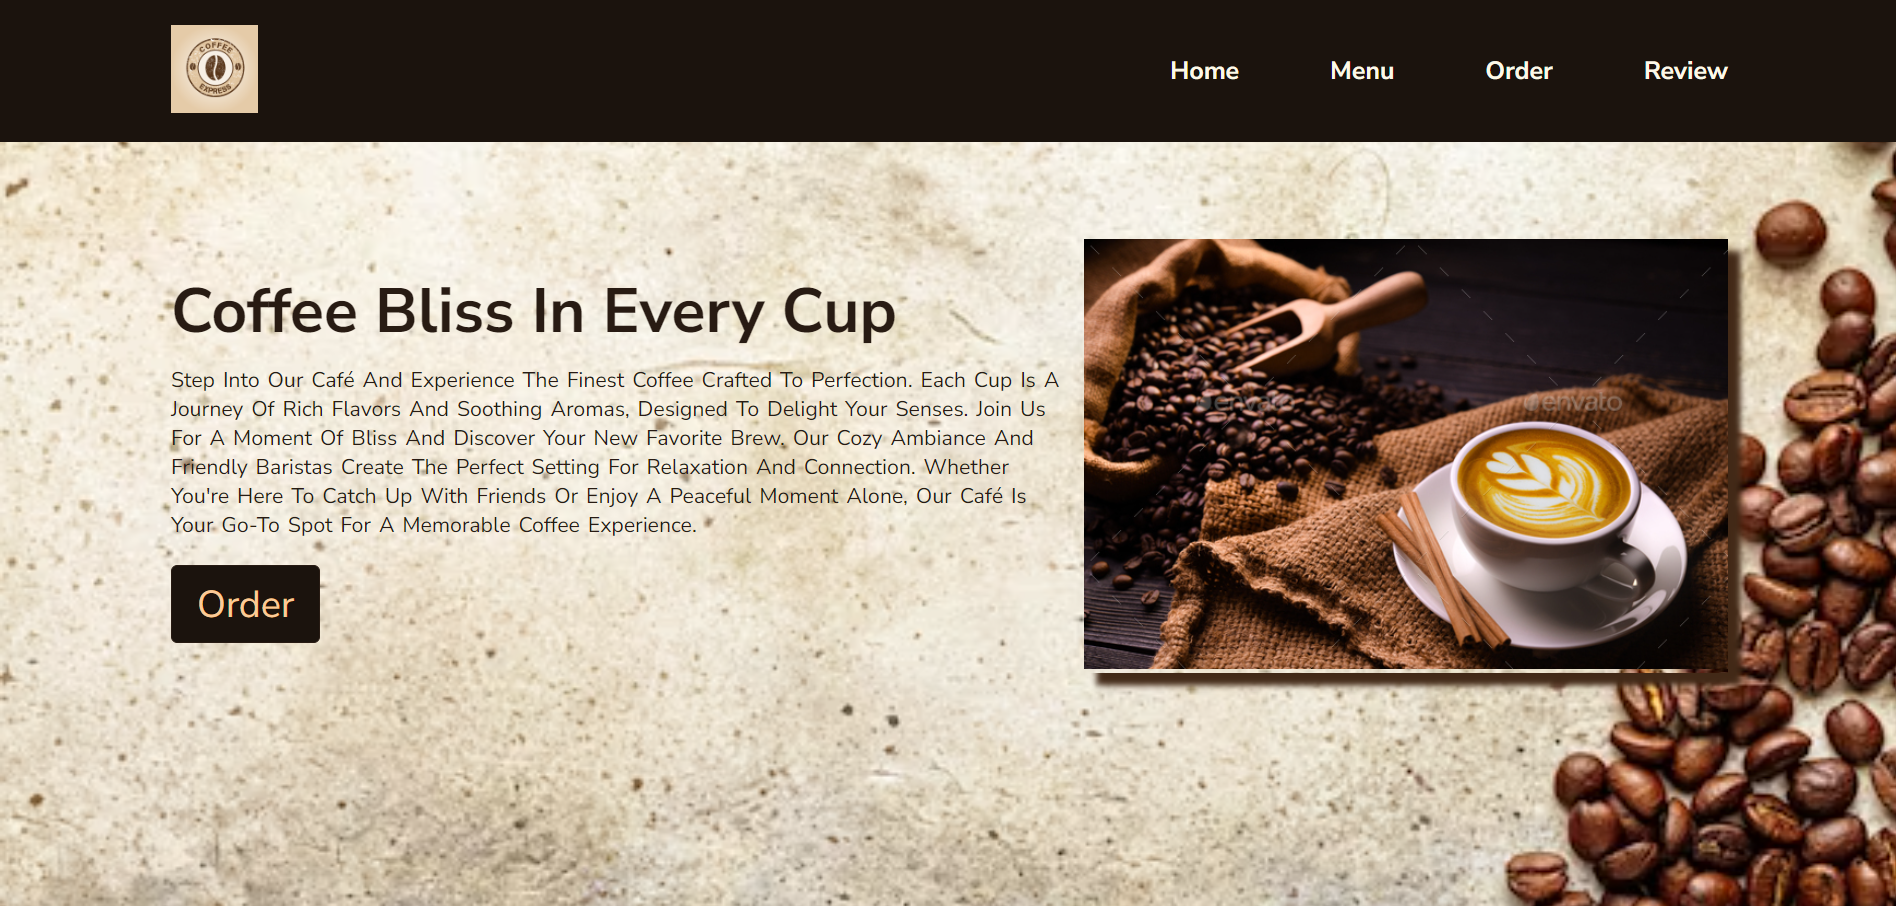 COFFEE
EXPRESS
Home Menu Order Review
Coffee Bliss In Every Cup
Step Into Our Café And Experience The Finest Coffee Crafted To Perfection. Each Cup Is A
Journey Of Rich Flavors And Soothing Aromas, Designed To Delight Your Senses. Join Us
For A Moment Of Bliss And Discover Your New Favorite Brew. Our Cozy Ambiance And
Friendly Baristas Create The Perfect Setting For Relaxation And Connection. Whether
You're Here To Catch Up With Friends Or Enjoy A Peaceful Moment Alone, Our Café Is
Your Go-To Spot For A Memorable Coffee Experience.
Order
envato
envato